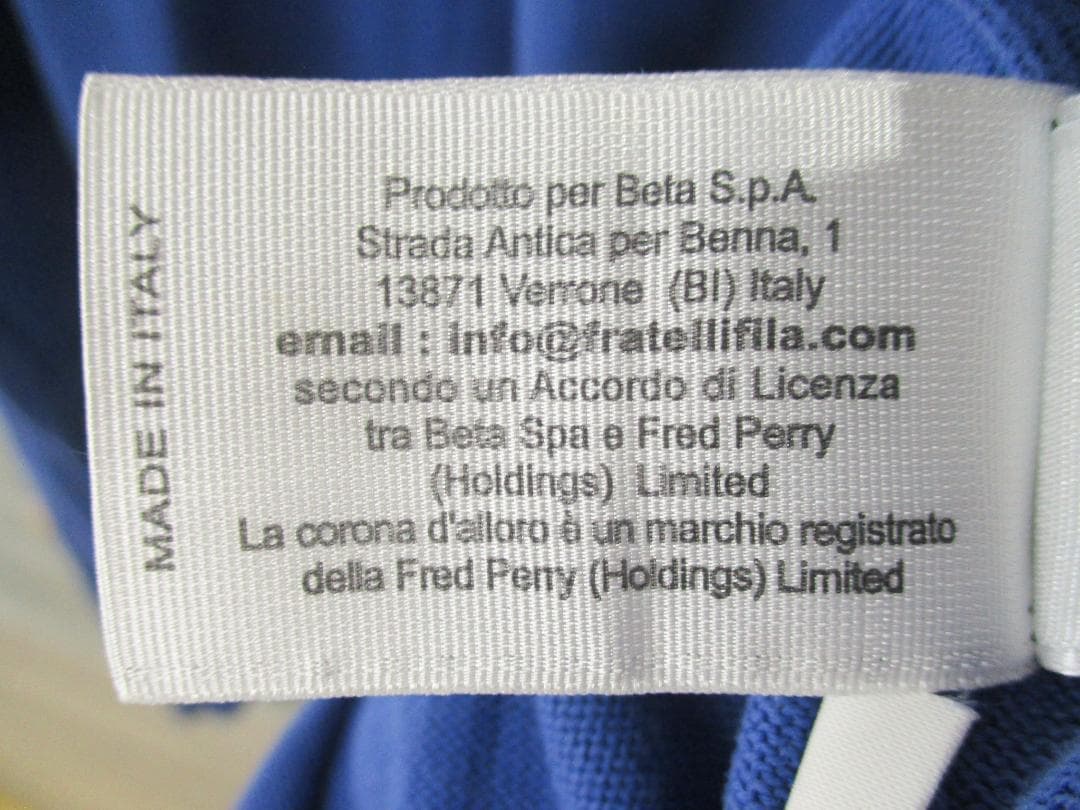 MADE IN ITALY
Prodotto per Beta S.p.A.
Strada Antica per Benna, 1
13871 Verrone (BI) Italy
email : info@fratellifila.com
secondo un Accordo di Licenza
tra Beta Spa e Fred Perry
(Holdings) Limited
La corona d'alloro è un marchio registrato
della Fred Perry (Holdings) Limited